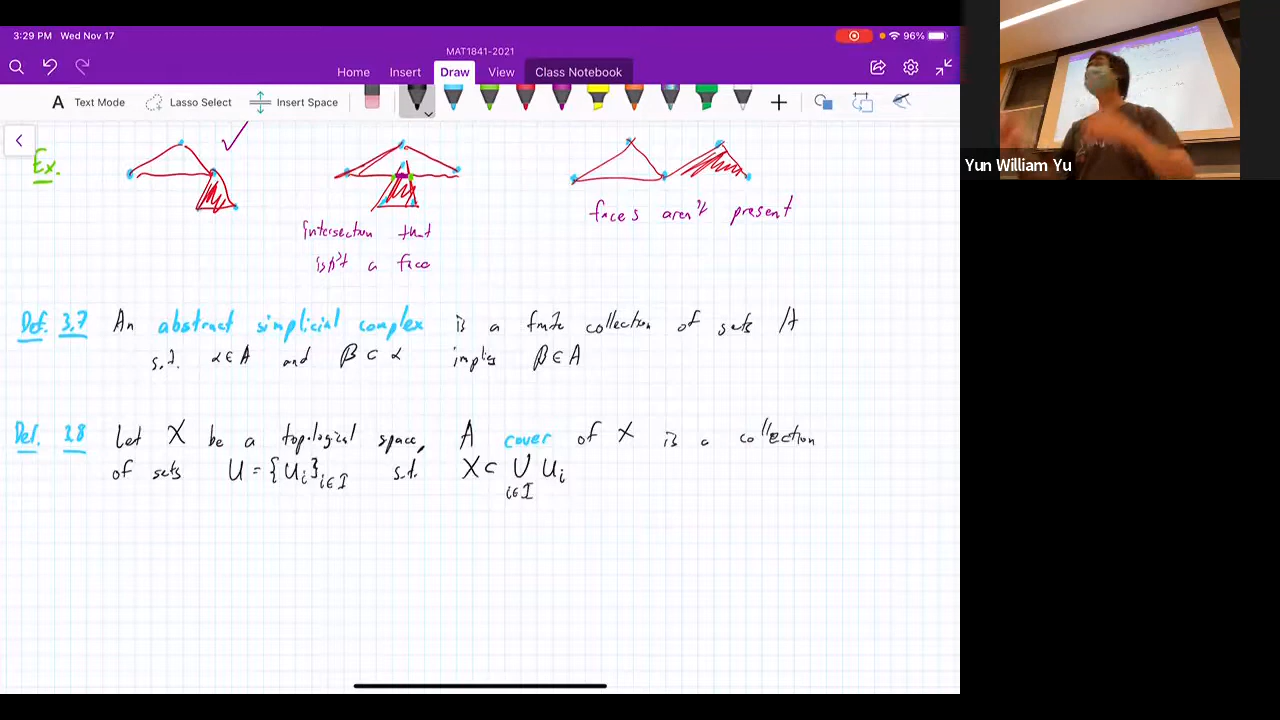 3:29 PM Wed Nov 17
96%
MAT1841-2021
Home Insert Draw View Class Notebook
Text Mode Lasso Select Insert Space
Yun William Yu
Ex.
faces aren't present
intersection that
isn't a face
Def. 3.7 An abstract simplicial complex is a finite collection of sets A
s.t. α∈A and β⊂α implies β∈A
Def. 3.8 Let X be a topological space, A cover of X is a collection
of sets U = {U_i}_{i∈I} s.t. X⊂ ⋃_{i∈I} U_i